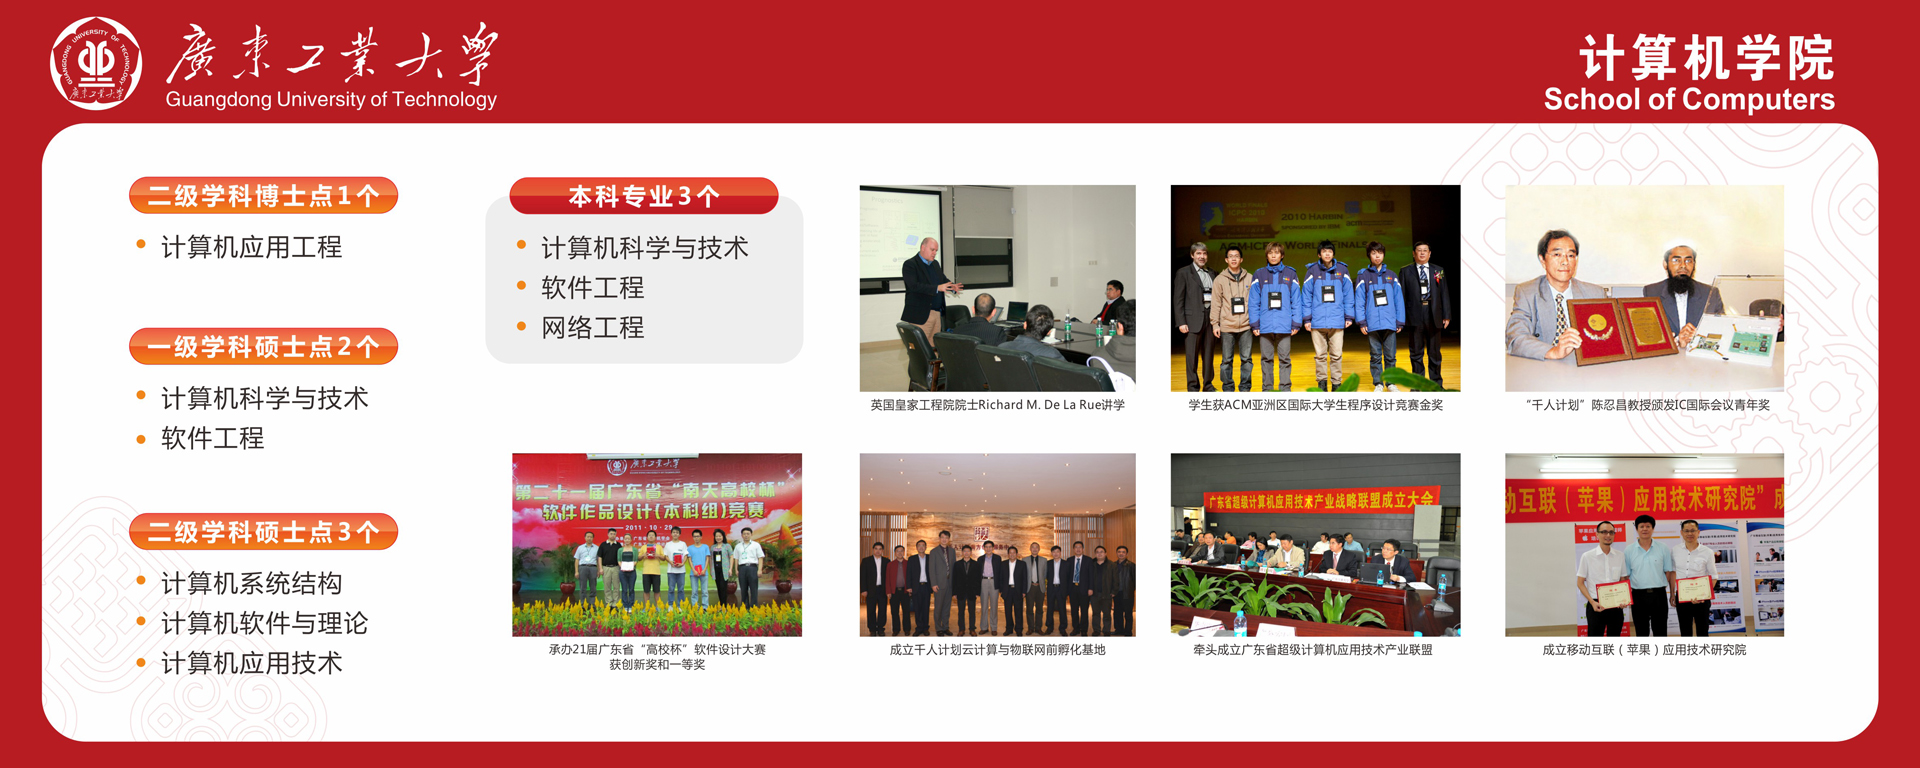 廣東工業大學
Guangdong University of Technology
GUANGDONG UNIVERSITY OF TECHNOLOGY
廣東工業大學
计算机学院
School of Computers
二级学科博士点1个
计算机应用工程
一级学科硕士点2个
计算机科学与技术
软件工程
二级学科硕士点3个
计算机系统结构
计算机软件与理论
计算机应用技术
本科专业3个
计算机科学与技术
软件工程
网络工程
英国皇家工程院院士Richard M. De La Rue讲学
2010 HARBIN
SPONSORED BY IBM
ACM-ICPC WORLD FINALS
学生获ACM亚洲区国际大学生程序设计竞赛金奖
“千人计划”陈忍昌教授颁发IC国际会议青年奖
廣東工業大學
第二十一届广东省“南天高校杯”
软件作品设计(本科组)竞赛
2011·10·29
承办21届广东省“高校杯”软件设计大赛
获创新奖和一等奖
成立千人计划云计算与物联网前孵化基地
广东省超级计算机应用技术产业战略联盟成立大会
牵头成立广东省超级计算机应用技术产业联盟
动互联（苹果）应用技术研究院”成
成立移动互联（苹果）应用技术研究院